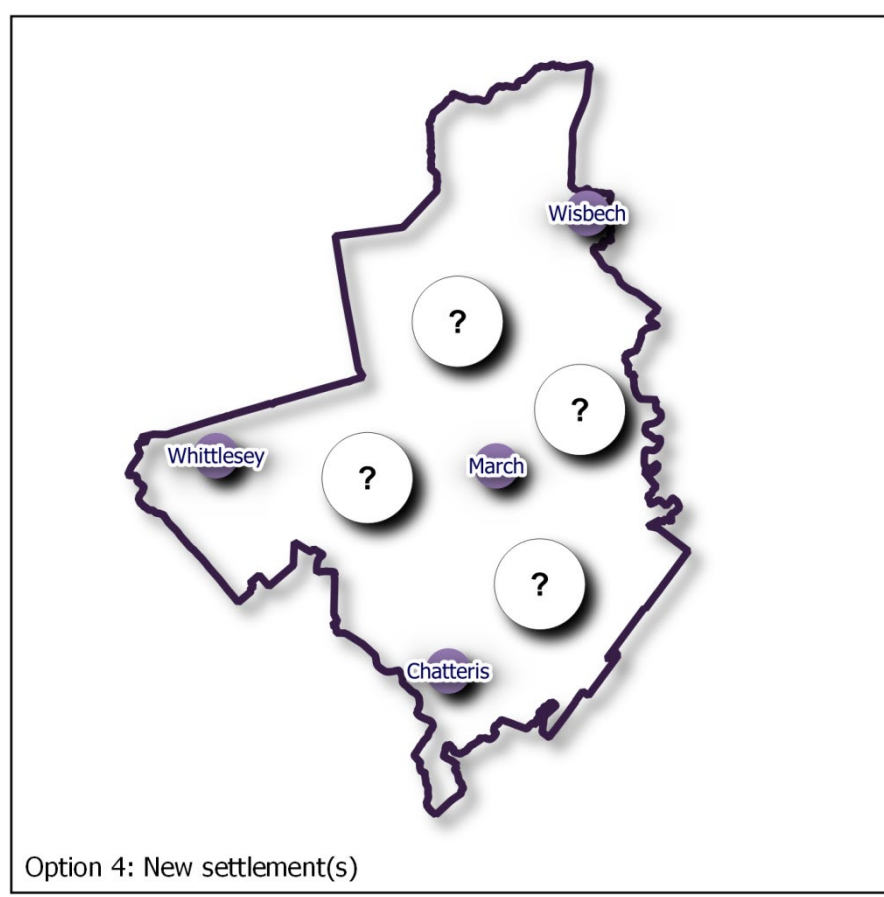 Wisbech
?
?
Whittlesey
March
?
?
Chatteris
Option 4: New settlement(s)